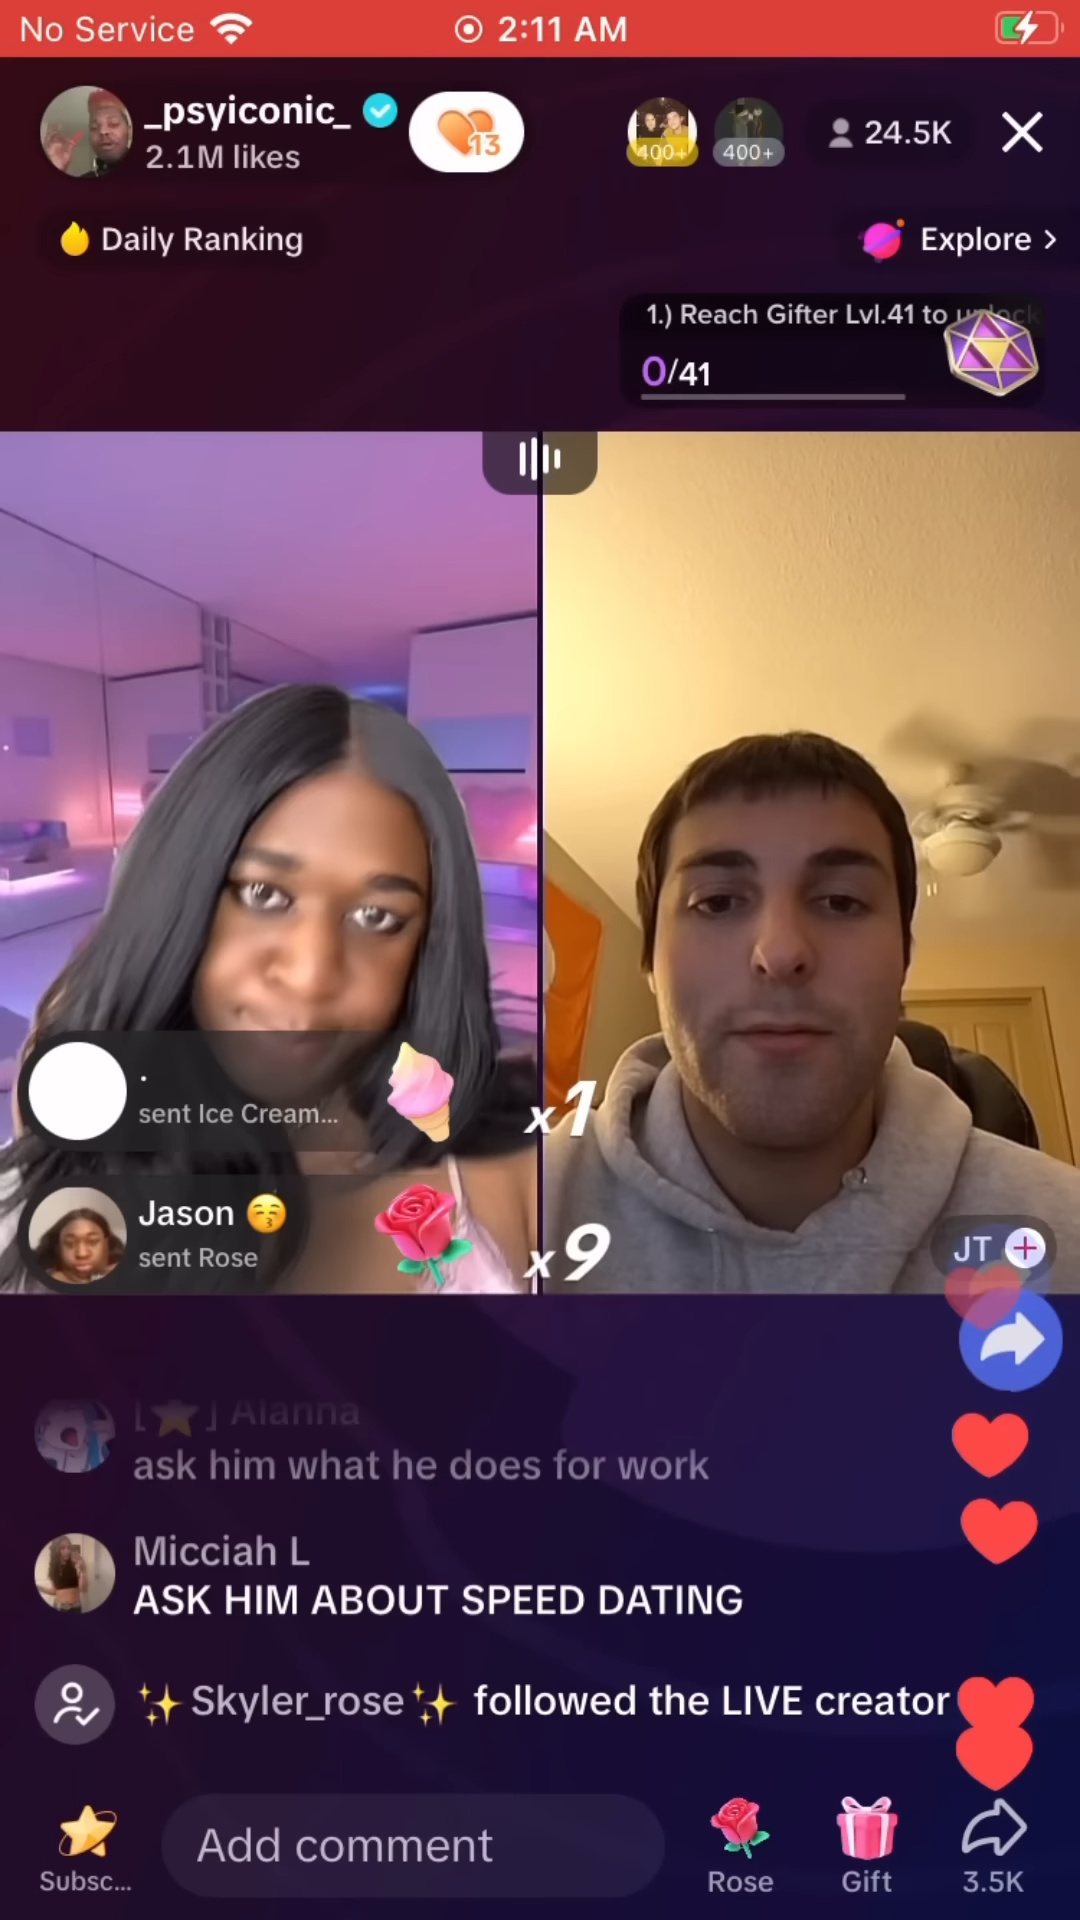 No Service
2:11 AM
_psyiconic_
2.1M likes
13
400+
400+
24.5K
Daily Ranking
Explore >
1.) Reach Gifter Lvl.41 to unlock
0/41
.
sent Ice Cream...
x1
Jason 😚
sent Rose
x9
JT
[⭐] Alanna
ask him what he does for work
Micciah L
ASK HIM ABOUT SPEED DATING
✨Skyler_rose✨ followed the LIVE creator
Add comment
Subsc...
Rose
Gift
3.5K